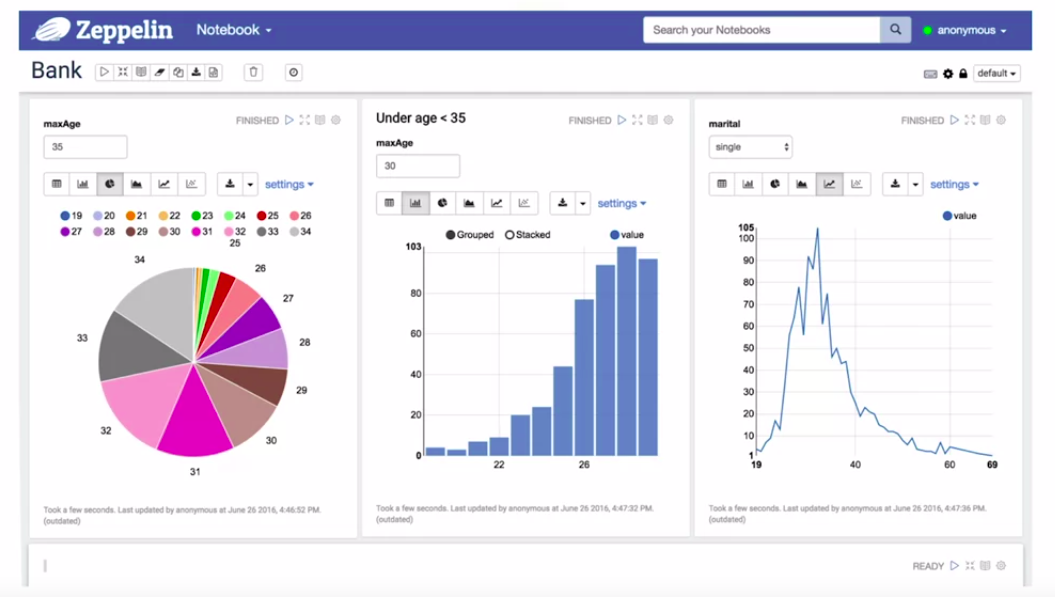 Zeppelin Notebook Search your Notebooks anonymous
Bank default
FINISHED
maxAge
35
settings
19 20 21 22 23 24 25 26
27 28 29 30 31 32 33 34
25
34
26
27
33
28
29
32
30
31
Took a few seconds. Last updated by anonymous at June 26 2016, 4:46:52 PM.
(outdated)
Under age < 35
FINISHED
maxAge
30
settings
Grouped Stacked value
103
80
60
40
20
0
22 26
Took a few seconds. Last updated by anonymous at June 26 2016, 4:47:32 PM.
(outdated)
FINISHED
marital
single
settings
value
105
100
90
80
70
60
50
40
30
20
10
1
19 40 60 69
Took a few seconds. Last updated by anonymous at June 26 2016, 4:47:36 PM.
(outdated)
READY